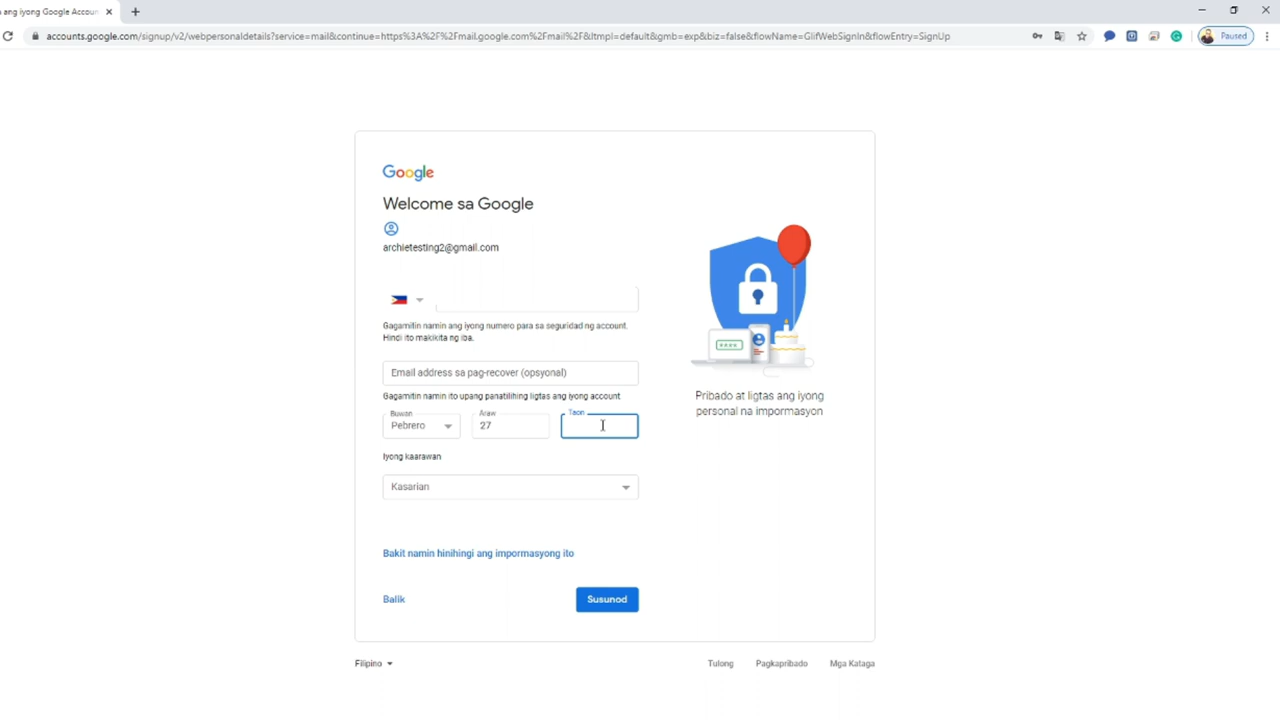 ang iyong Google Accoun
accounts.google.com/signup/v2/webpersonaldetails?service=mail&continue=https%3A%2F%2Fmail.google.com%2Fmail%2F&ltmpl=default&gmb=exp&biz=false&flowName=GlifWebSignIn&flowEntry=SignUp
Paused
Google
Welcome sa Google
archietesting2@gmail.com
Gagamitin namin ang iyong numero para sa seguridad ng account.
Hindi ito makikita ng iba.
Email address sa pag-recover (opsyonal)
Gagamitin namin ito upang panatilihing ligtas ang iyong account
Buwan Araw Taon
Pebrero 27
Iyong kaarawan
Kasarian
Bakit namin hinihingi ang impormasyong ito
Balik Susunod
Pribado at ligtas ang iyong
personal na impormasyon
Filipino Tulong Pagkapribado Mga Kataga